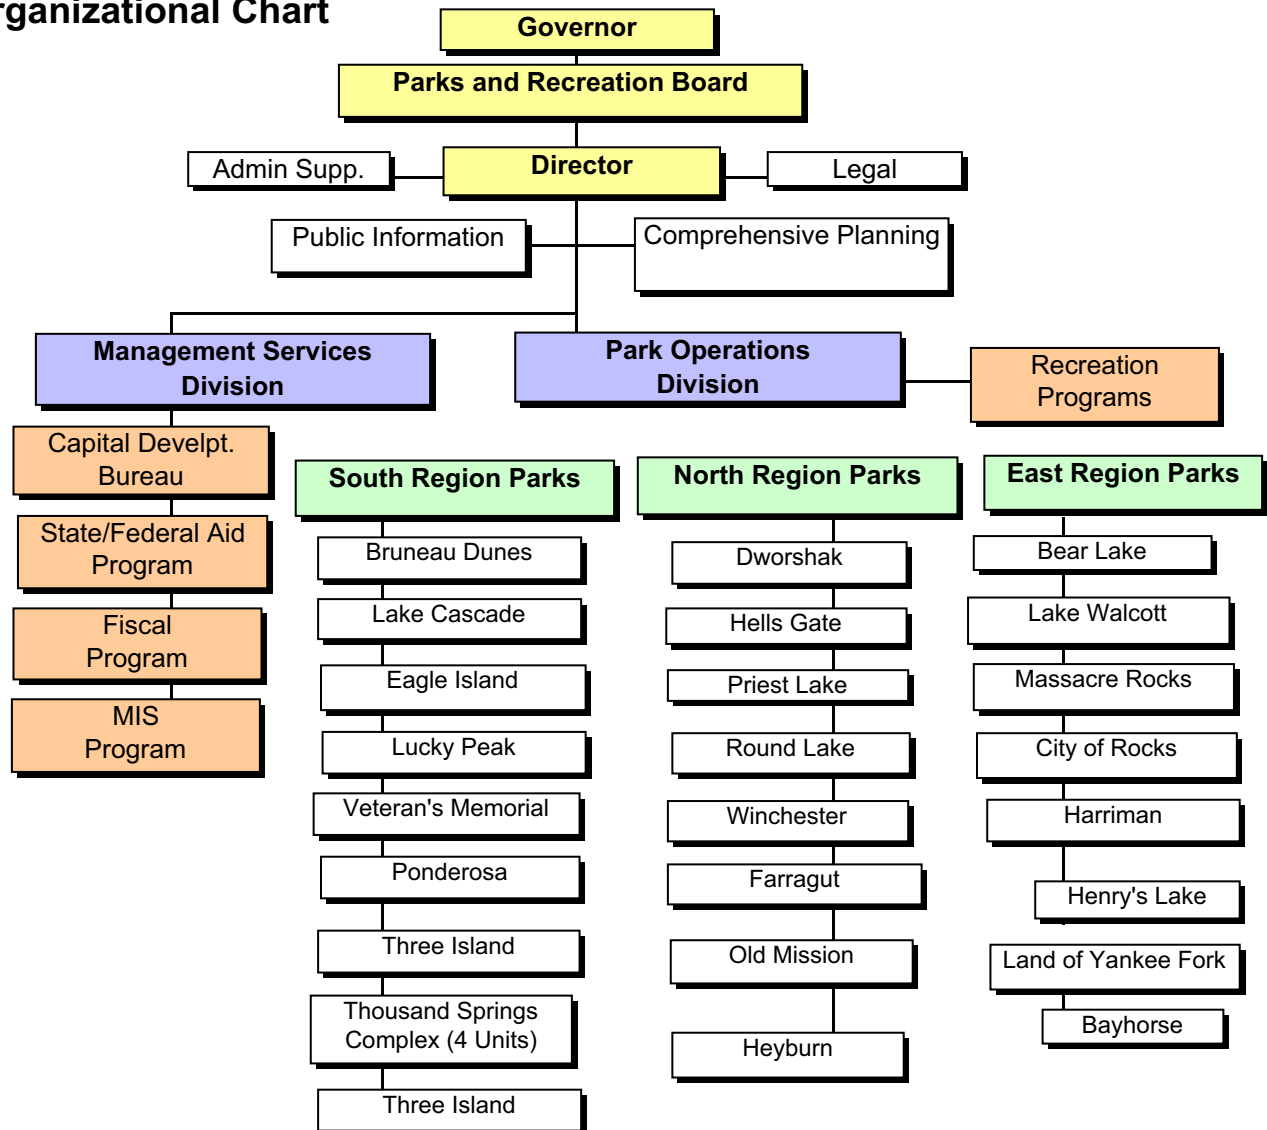 rganizational Chart
Governor
Parks and Recreation Board
Admin Supp.
Director
Legal
Public Information
Comprehensive Planning
Management Services
Division
Park Operations
Division
Recreation
Programs
Capital Develpt.
Bureau
State/Federal Aid
Program
Fiscal
Program
MIS
Program
South Region Parks
Bruneau Dunes
Lake Cascade
Eagle Island
Lucky Peak
Veteran's Memorial
Ponderosa
Three Island
Thousand Springs
Complex (4 Units)
Three Island
North Region Parks
Dworshak
Hells Gate
Priest Lake
Round Lake
Winchester
Farragut
Old Mission
Heyburn
East Region Parks
Bear Lake
Lake Walcott
Massacre Rocks
City of Rocks
Harriman
Henry's Lake
Land of Yankee Fork
Bayhorse